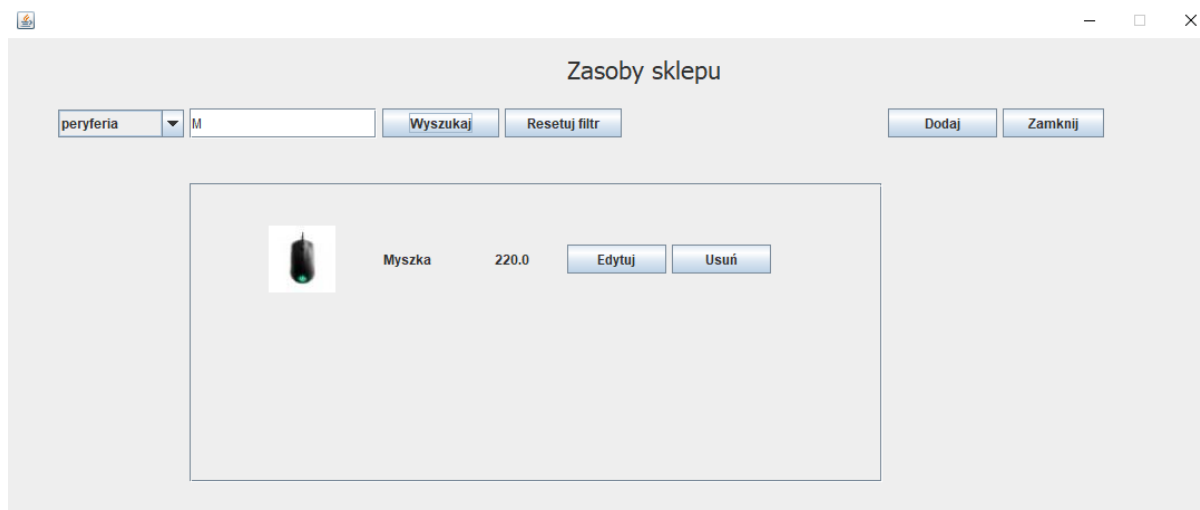 Zasoby sklepu
peryferia M Wyszukaj Resetuj filtr Dodaj Zamknij
Myszka 220.0 Edytuj Usuń